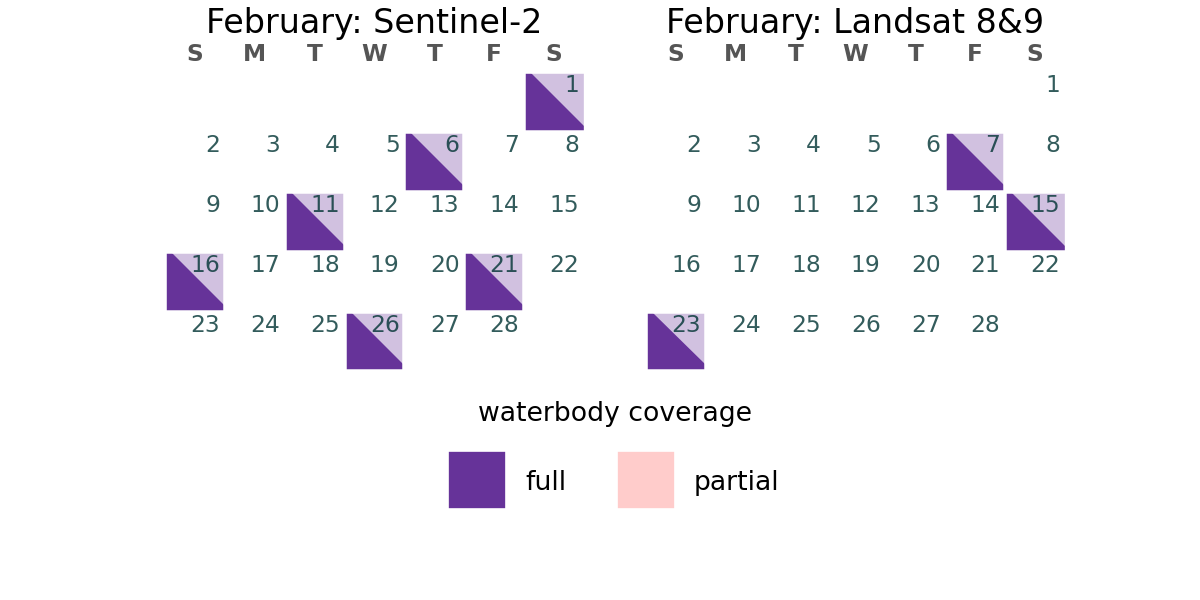 February: Sentinel-2
S M T W T F S
1
2 3 4 5 6 7 8
9 10 11 12 13 14 15
16 17 18 19 20 21 22
23 24 25 26 27 28
February: Landsat 8&9
S M T W T F S
1
2 3 4 5 6 7 8
9 10 11 12 13 14 15
16 17 18 19 20 21 22
23 24 25 26 27 28
waterbody coverage
full
partial